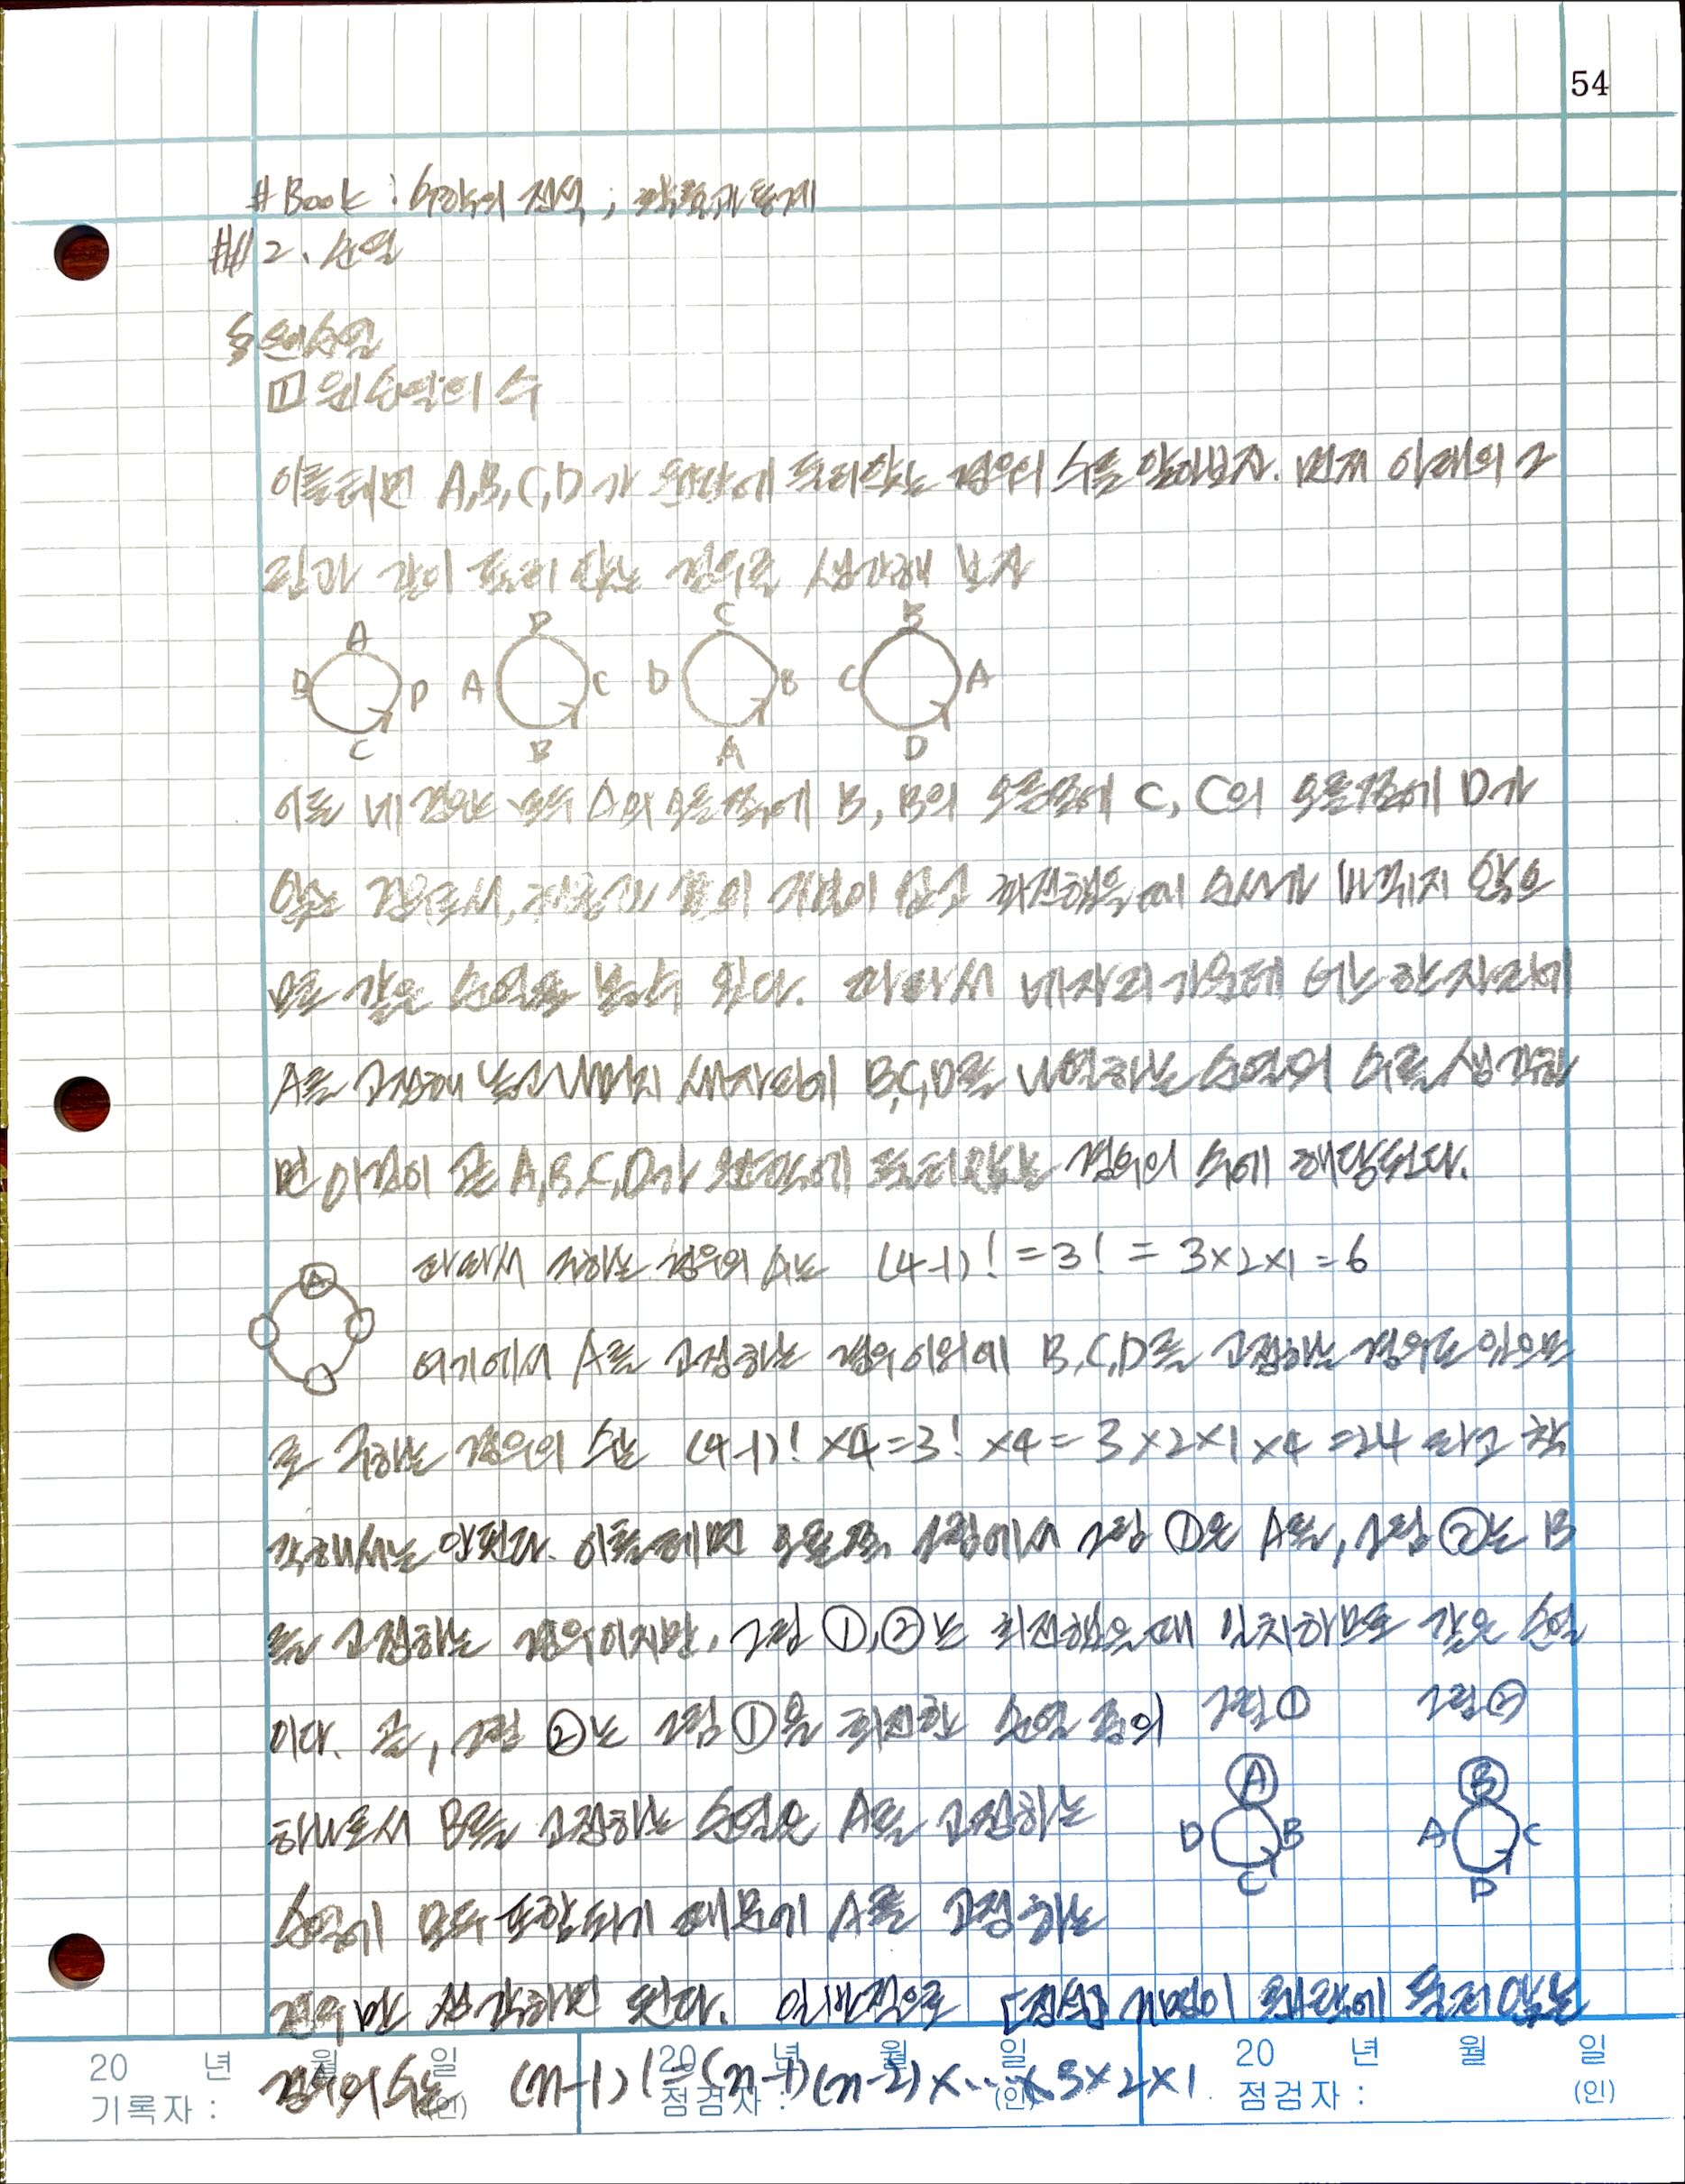 54
# Book : 수학의 정석 ; 확률과 통계
## 2. 순열
§ 원순열
1 원순열의 수
이를테면 A,B,C,D가 원탁에 둘러앉는 경우의 수를 알아보자. 먼저 아래의 그
림과 같이 둘러 앉는 경우를 생각해 보자
A D C B
B D A C D B C A
C B A D
이들 네 경우는 모두 A의 오른쪽에 B, B의 오른쪽에 C, C의 오른쪽에 D가
앉는 경우로서, 처음과 끝의 구별이 없고 회전했을 때 순서가 바뀌지 않으
므로 같은 순열로 볼 수 있다. 따라서 네 자리 가운데 어느 한 자리에
A를 고정해 놓고 나머지 세 자리에 B,C,D를 나열하는 순열의 수를 생각하
면 이것이 곧 A,B,C,D가 원탁에 둘러앉는 경우의 수에 해당된다.
따라서 구하는 경우의 수는 (4-1)! = 3! = 3×2×1 = 6
A
여기에서 A를 고정하는 경우 이외에 B,C,D를 고정하는 경우도 있으므
로 구하는 경우의 수는 (4-1)! ×4 = 3! ×4 = 3×2×1×4 = 24 라고 착
각해서는 안된다. 이를테면 오른쪽 그림에서 그림 ①은 A를, 그림 ②는 B
를 고정하는 경우이지만, 그림 ①,②는 회전했을 때 일치하므로 같은 순열
이다. 곧, 그림 ②는 그림 ①을 회전한 순열 중의 그림 ① 그림 ②
하나로서 B를 고정하는 순열은 A를 고정하는
A B
D B A C
C D
순열에 모두 포함되기 때문에 A를 고정하는
경우만 생각하면 된다. 일반적으로 [정석] n명이 원탁에 둘러 앉는
경우의 수는 (n-1)! = (n-1)(n-2)×⋯×3×2×1
20 년 월 일 20 년 월 일 20 년 월 일
기록자 : (인) 점검자 : (인) 점검자 : (인)